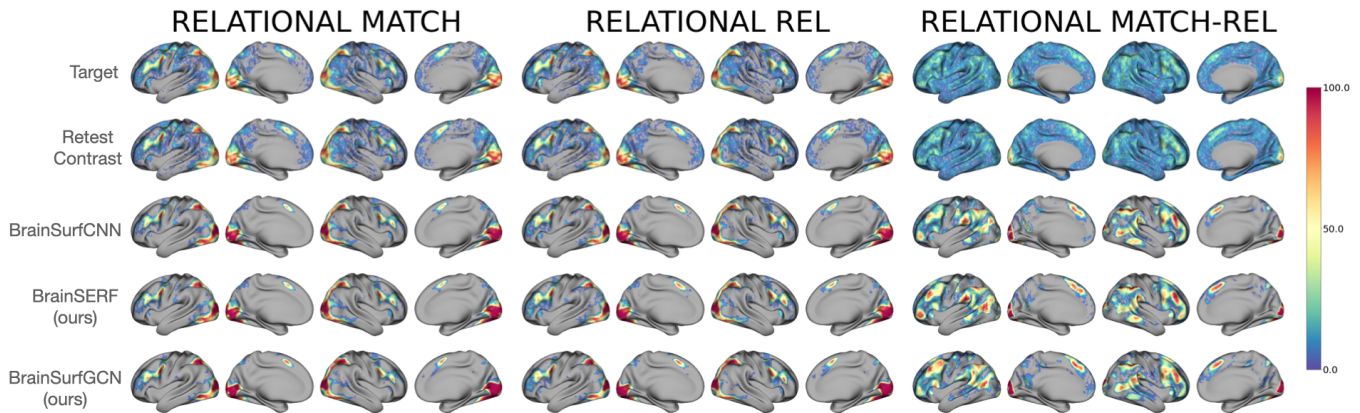 RELATIONAL MATCH
RELATIONAL REL
RELATIONAL MATCH-REL
Target
Retest
Contrast
BrainSurfCNN
BrainSERF
(ours)
BrainSurfGCN
(ours)
100.0
50.0
0.0